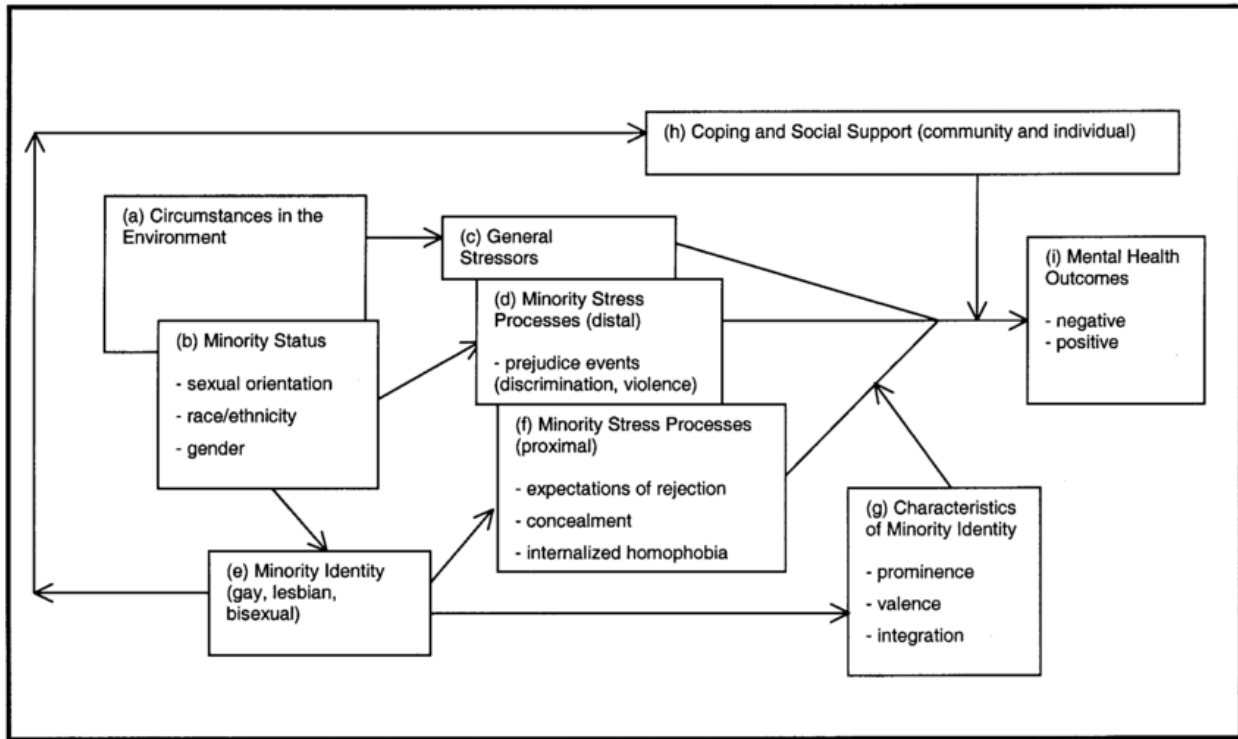 (h) Coping and Social Support (community and individual)
(a) Circumstances in the
Environment
(c) General
Stressors
(i) Mental Health
Outcomes
- negative
- positive
(d) Minority Stress
Processes (distal)
- prejudice events
(discrimination, violence)
(b) Minority Status
- sexual orientation
- race/ethnicity
- gender
(f) Minority Stress Processes
(proximal)
- expectations of rejection
- concealment
- internalized homophobia
(g) Characteristics
of Minority Identity
- prominence
- valence
- integration
(e) Minority Identity
(gay, lesbian,
bisexual)